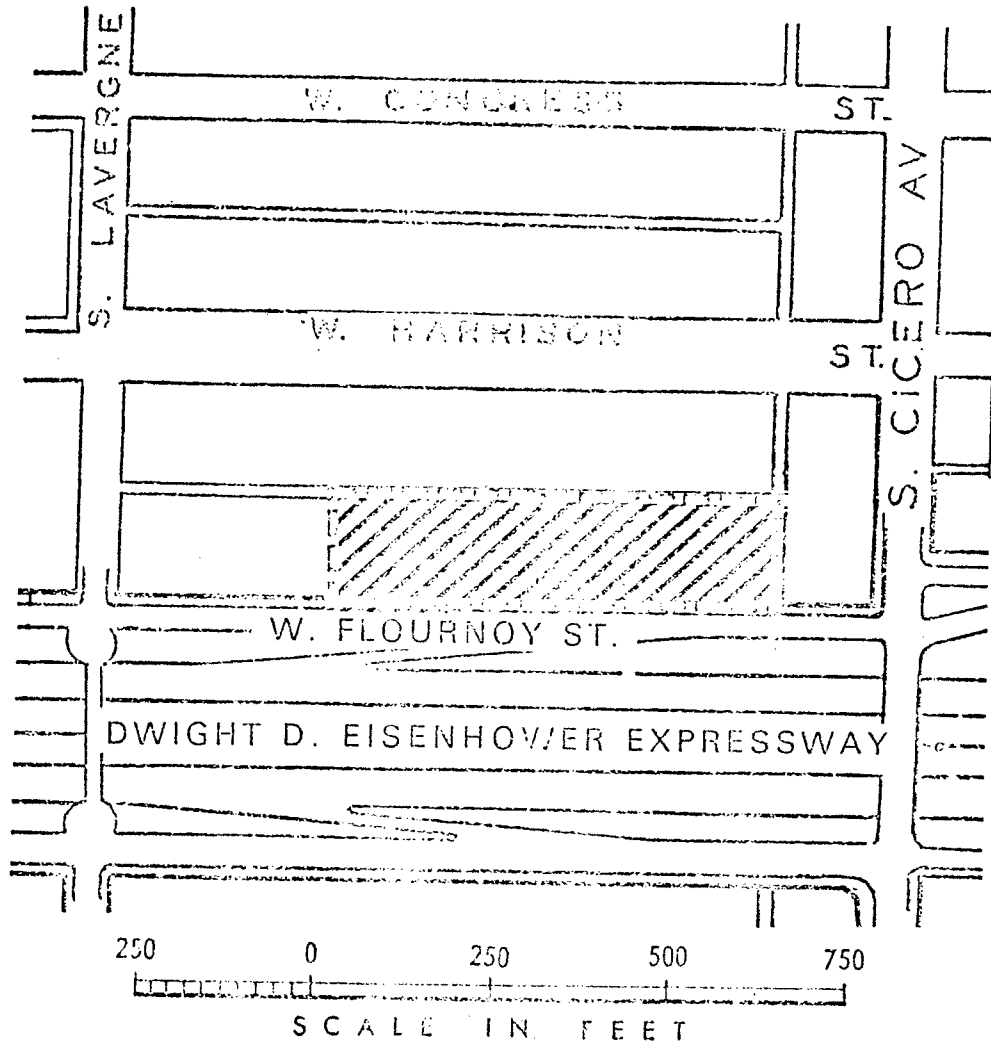 S. LAVERGNE
W. CONGRESS ST.
S. CICERO AV
W. HARRISON ST.
W. FLOURNOY ST.
DWIGHT D. EISENHOWER EXPRESSWAY
250 0 250 500 750
SCALE IN FEET